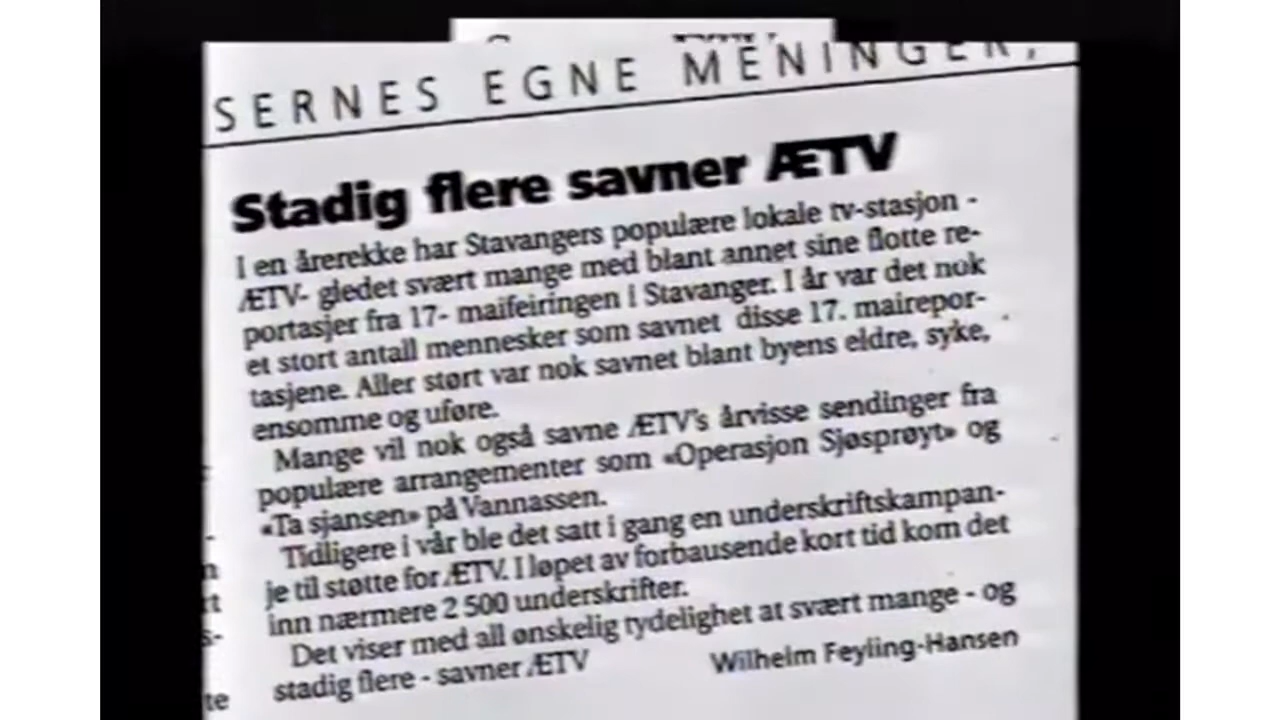 SERNES EGNE MENINGER,
Stadig flere savner ÆTV
I en årerekke har Stavangers populære lokale tv-stasjon -
ÆTV- gledet svært mange med blant annet sine flotte re-
portasjer fra 17- maifeiringen i Stavanger. I år var det nok
et stort antall mennesker som savnet disse 17. mairepor-
tasjene. Aller størt var nok savnet blant byens eldre, syke,
ensomme og uføre.
Mange vil nok også savne ÆTV's årvisse sendinger fra
populære arrangementer som «Operasjon Sjøsprøyt» og
«Ta sjansen» på Vannassen.
Tidligere i vår ble det satt i gang en underskriftskampan-
je til støtte for ÆTV. I løpet av forbausende kort tid kom det
inn nærmere 2 500 underskrifter.
Det viser med all ønskelig tydelighet at svært mange - og
stadig flere - savner ÆTV
Wilhelm Feyling-Hansen